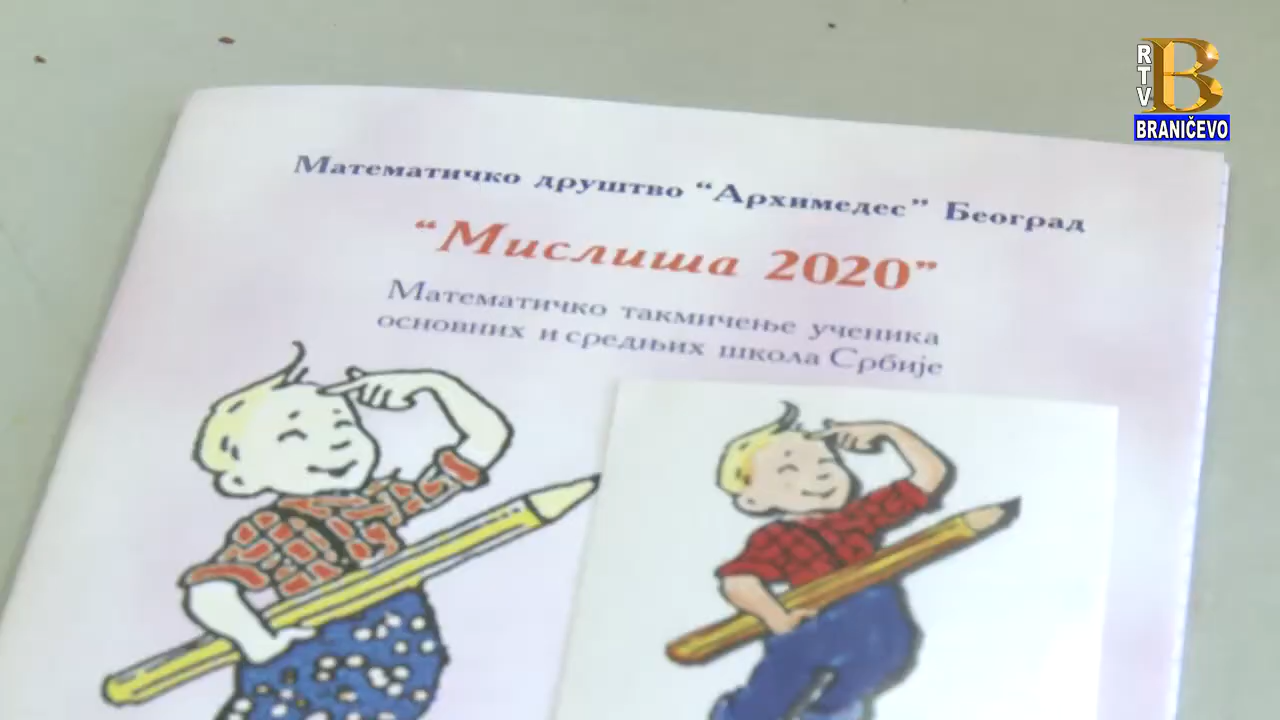 RTV
B
BRANIČEVO
Математичко друштво “Архимедес” Београд
“Мислиша 2020”
Математичко такмичење ученика
основних и средњих школа Србије